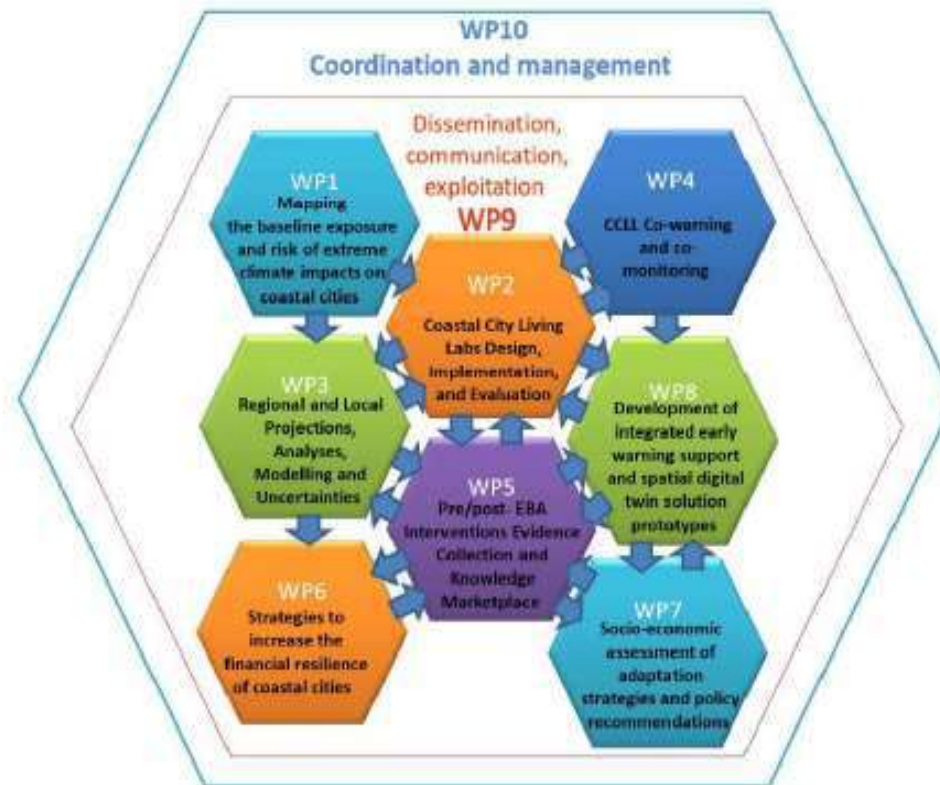 WP10
Coordination and management
Dissemination,
communication,
exploitation
WP9
WP1
Mapping
the baseline exposure
and risk of extreme
climate impacts on
coastal cities
WP4
CCLL Co-warning
and co-
monitoring
WP2
Coastal City Living
Labs Design,
Implementation,
and Evaluation
WP3
Regional and Local
Projections,
Analyses,
Modelling and
Uncertainties
WP8
Development of
integrated early
warning support
and spatial digital
twin solution
prototypes
WP5
Pre/post- EBA
Interventions Evidence
Collection and
Knowledge
Marketplace
WP6
Strategies to
increase the
financial resilience
of coastal cities
WP7
Socio-economic
assessment of
adaptation
strategies and policy
recommendations